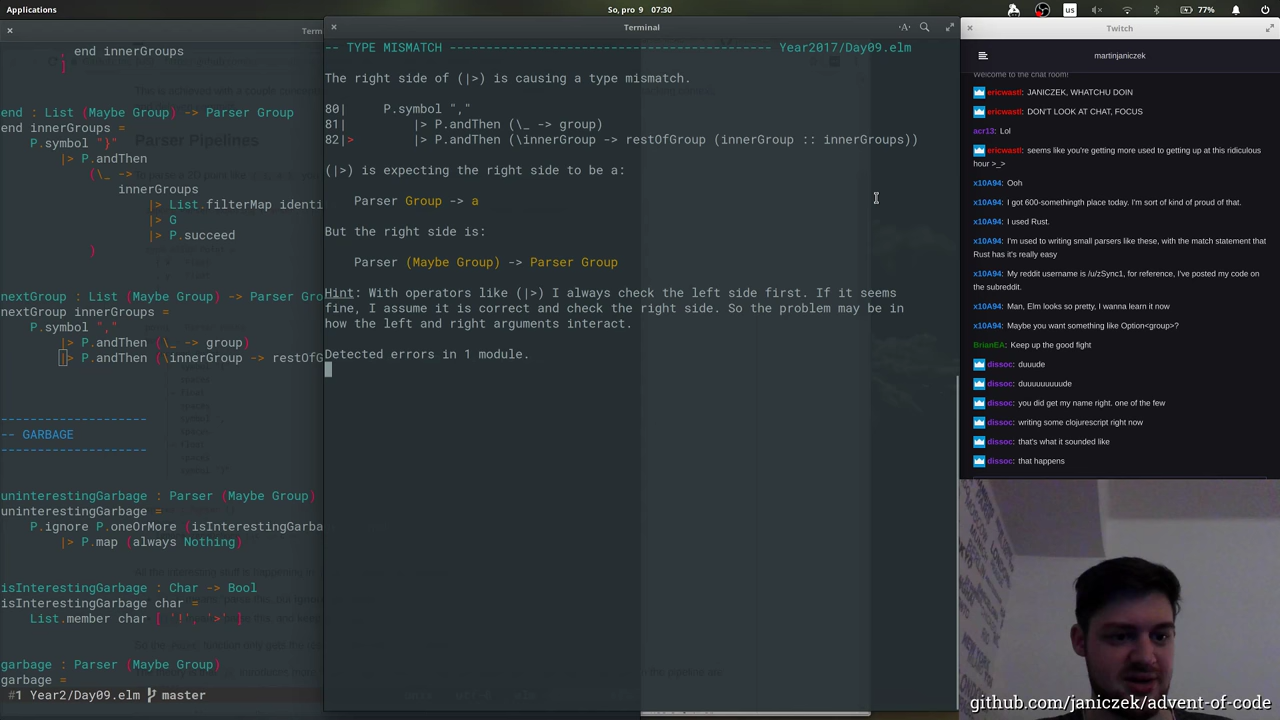 Applications
So, pro 9 07:30
us
77%
Term
Terminal
Twitch
end innerGroups
]
end : List (Maybe Group) -> Parser Group
end innerGroups =
P.symbol "}"
|> P.andThen
(\_ ->
innerGroups
|> List.filterMap identi
|> G
|> P.succeed
)
nextGroup : List (Maybe Group) -> Parser Grou
nextGroup innerGroups =
P.symbol ","
|> P.andThen (\_ -> group)
|> P.andThen (\innerGroup -> restOfG
-- GARBAGE
uninterestingGarbage : Parser (Maybe Group)
uninterestingGarbage =
P.ignore P.oneOrMore (isInterestingGarba
|> P.map (always Nothing)
isInterestingGarbage : Char -> Bool
isInterestingGarbage char =
List.member char [ '!', '>' ]
garbage : Parser (Maybe Group)
garbage =
#1 Year2/Day09.elm master
Parser Pipelines
-- TYPE MISMATCH ----------------------------------------- Year2017/Day09.elm
The right side of (|>) is causing a type mismatch.
80| P.symbol ","
81| |> P.andThen (\_ -> group)
82|> |> P.andThen (\innerGroup -> restOfGroup (innerGroup :: innerGroups))
(|>) is expecting the right side to be a:
Parser Group -> a
But the right side is:
Parser (Maybe Group) -> Parser Group
Hint: With operators like (|>) I always check the left side first. If it seems
fine, I assume it is correct and check the right side. So the problem may be in
how the left and right arguments interact.
Detected errors in 1 module.
martinjaniczek
Welcome to the chat room!
ericwastl: JANICZEK, WHATCHU DOIN
ericwastl: DON'T LOOK AT CHAT, FOCUS
acr13: Lol
ericwastl: seems like you're getting more used to getting up at this ridiculous
hour >_>
x10A94: Ooh
x10A94: I got 600-somethingth place today. I'm sort of kind of proud of that.
x10A94: I used Rust.
x10A94: I'm used to writing small parsers like these, with the match statement that
Rust has it's really easy
x10A94: My reddit username is /u/zSync1, for reference, I've posted my code on
the subreddit.
x10A94: Man, Elm looks so pretty, I wanna learn it now
x10A94: Maybe you want something like Option<group>?
BrianEA: Keep up the good fight
dissoc: duuude
dissoc: duuuuuuuuude
dissoc: you did get my name right. one of the few
dissoc: writing some clojurescript right now
dissoc: that's what it sounded like
dissoc: that happens
github.com/janiczek/advent-of-code